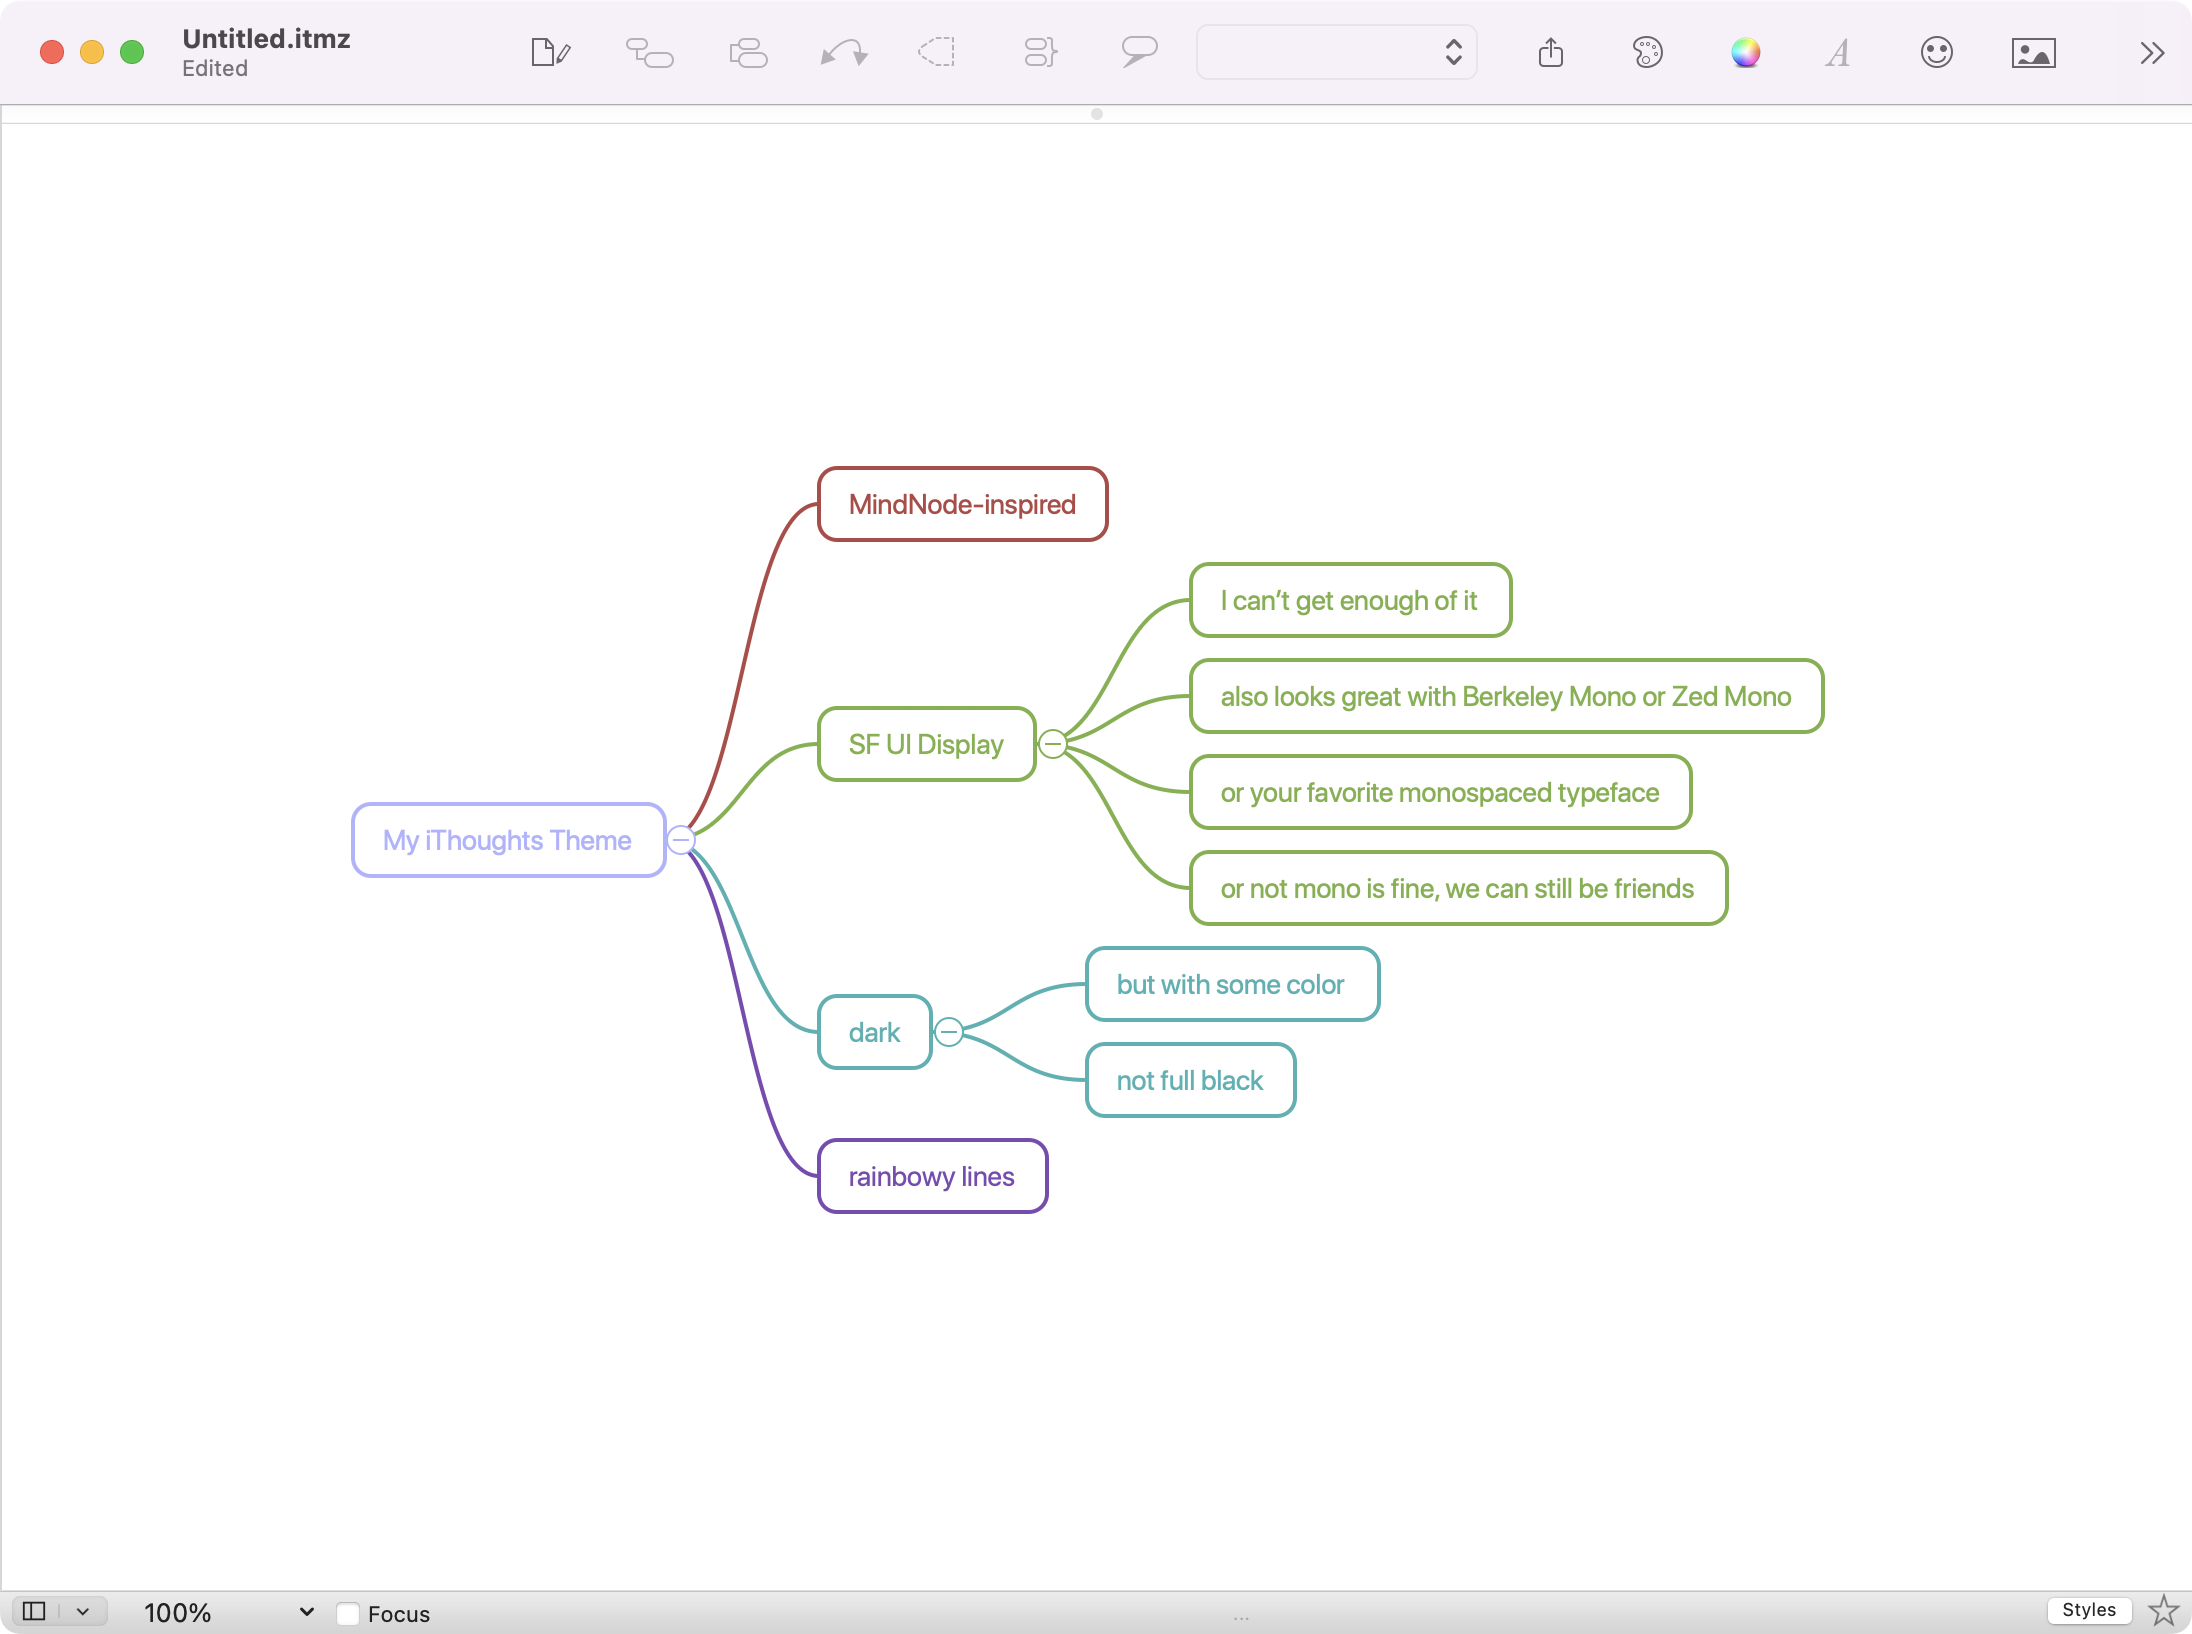 Untitled.itmz
Edited
MindNode-inspired
I can’t get enough of it
also looks great with Berkeley Mono or Zed Mono
SF UI Display
or your favorite monospaced typeface
My iThoughts Theme
or not mono is fine, we can still be friends
but with some color
dark
not full black
rainbowy lines
100%
Focus
...
Styles